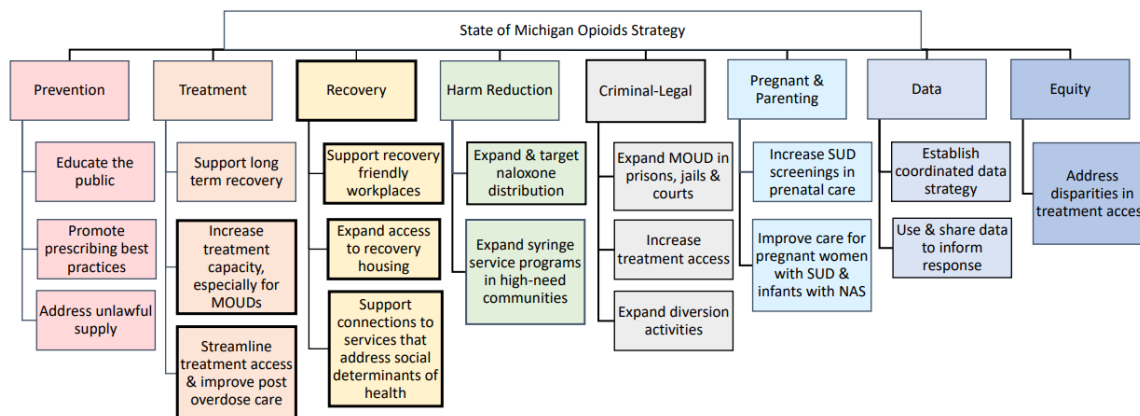 State of Michigan Opioids Strategy
Prevention
Treatment
Recovery
Harm Reduction
Criminal-Legal
Pregnant &
Parenting
Data
Equity
Educate the
public
Promote
prescribing best
practices
Address unlawful
supply
Support long
term recovery
Increase
treatment
capacity,
especially for
MOUDs
Streamline
treatment access
& improve post
overdose care
Support recovery
friendly
workplaces
Expand access
to recovery
housing
Support
connections to
services that
address social
determinants of
health
Expand & target
naloxone
distribution
Expand syringe
service programs
in high-need
communities
Expand MOUD in
prisons, jails &
courts
Increase
treatment access
Expand diversion
activities
Increase SUD
screenings in
prenatal care
Improve care for
pregnant women
with SUD &
infants with NAS
Establish
coordinated data
strategy
Use & share data
to inform
response
Address
disparities in
treatment access